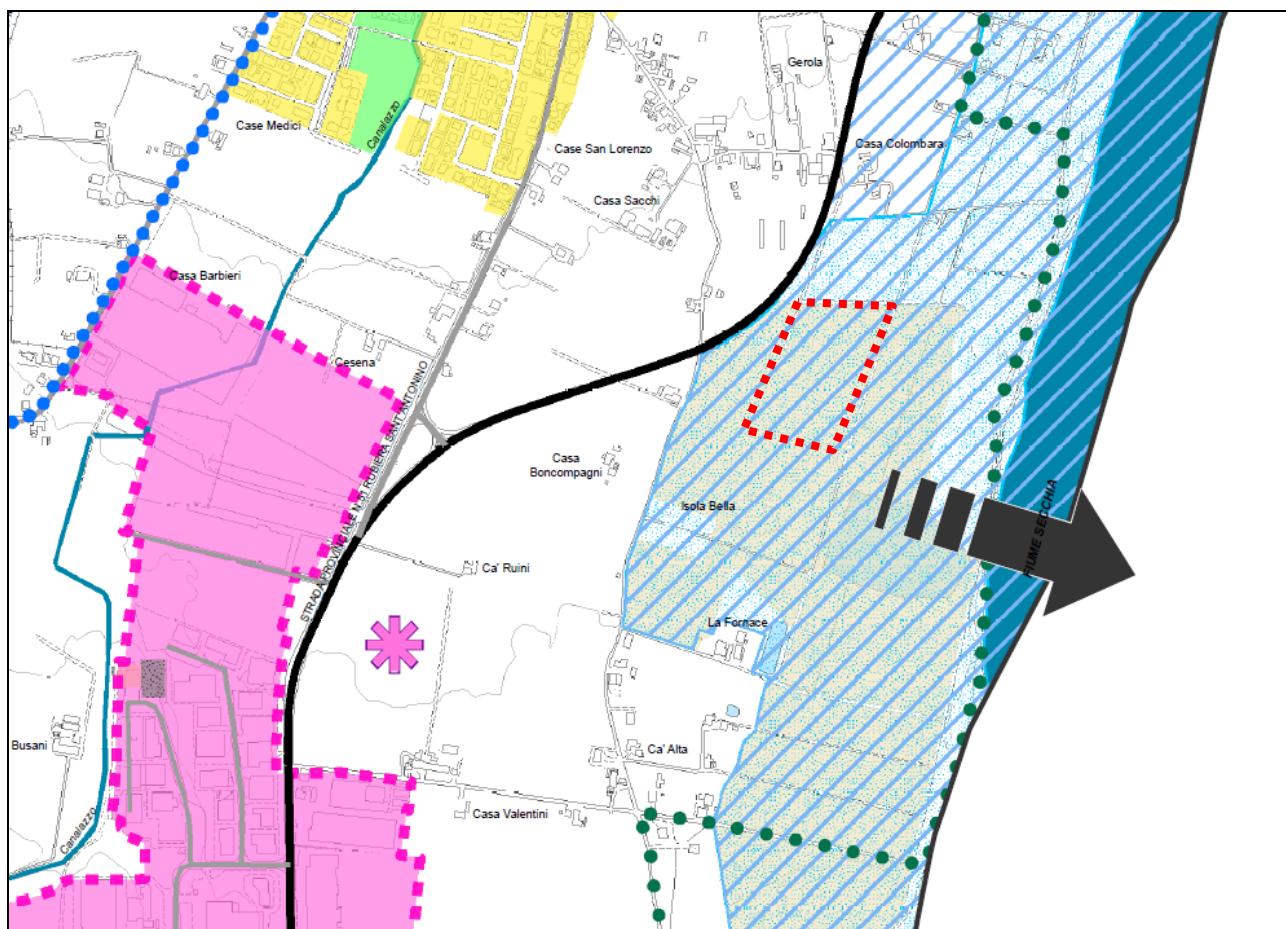 Gerola
Case Medici
Canalazzo
Case San Lorenzo
Casa Colombara
Casa Sacchi
Casa Barbieri
Cesena
STRADA PROVINCIALE N.51 RUBIERA SANT'ANTONINO
Casa
Boncompagni
Isola Bella
FIUME SECCHIA
Ca' Ruini
La Fornace
Busani
Ca' Alta
Casa Valentini
Canalazzo